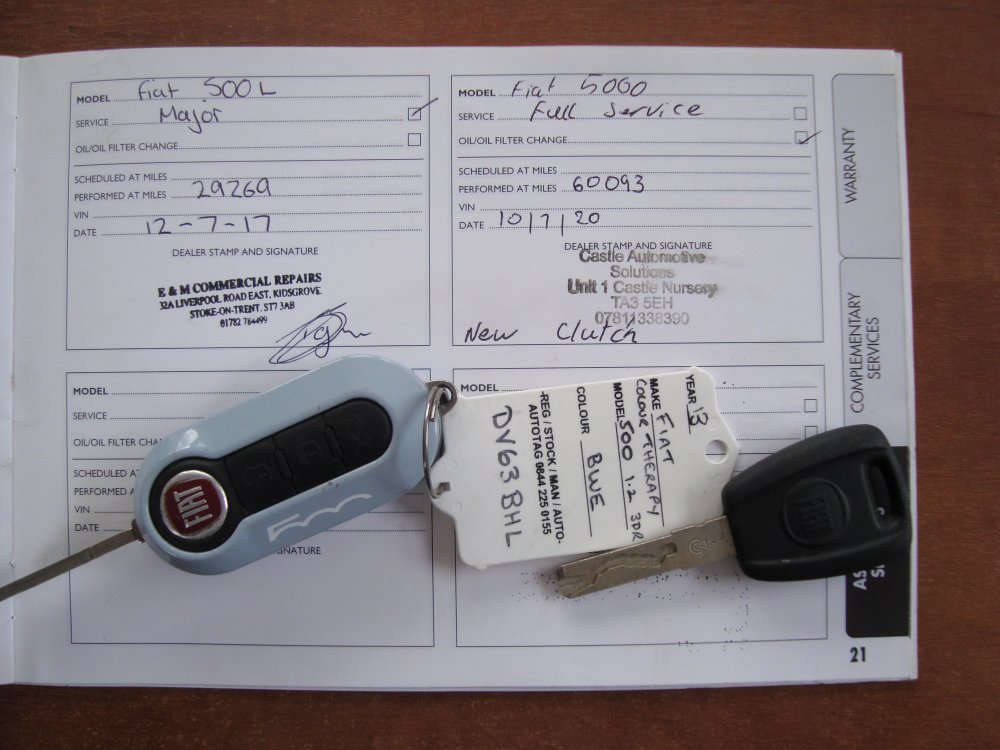 MODEL Fiat 500L
SERVICE Major
OIL/OIL FILTER CHANGE
SCHEDULED AT MILES
PERFORMED AT MILES 29269
VIN
DATE 12-7-17
DEALER STAMP AND SIGNATURE
E & M COMMERCIAL REPAIRS
32A LIVERPOOL ROAD EAST, KIDSGROVE
STOKE-ON-TRENT. ST7 3AB
01782 784499
MODEL Fiat 5000
SERVICE Full Service
OIL/OIL FILTER CHANGE
SCHEDULED AT MILES
PERFORMED AT MILES 60093
VIN
DATE 10/7/20
DEALER STAMP AND SIGNATURE
Castle Automotive
Solutions
Unit 1 Castle Nursery
TA3 5EH
07811338390
New Clutch
MODEL
SERVICE
OIL/OIL FILTER CHA
SCHEDULED AT
PERFORMED A
VIN
DATE
NATURE
MODEL
WARRANTY
COMPLEMENTARY
SERVICES
AS
S
21
FIAT
500
YEAR 13
MAKE FIAT
COLOUR THERAPY
MODEL 500 1.2 3DR
COLOUR BLUE
REG / STOCK / MAN / AUTO-
AUTOTAG 0844 225 0155
DV63 BHL
FIAT